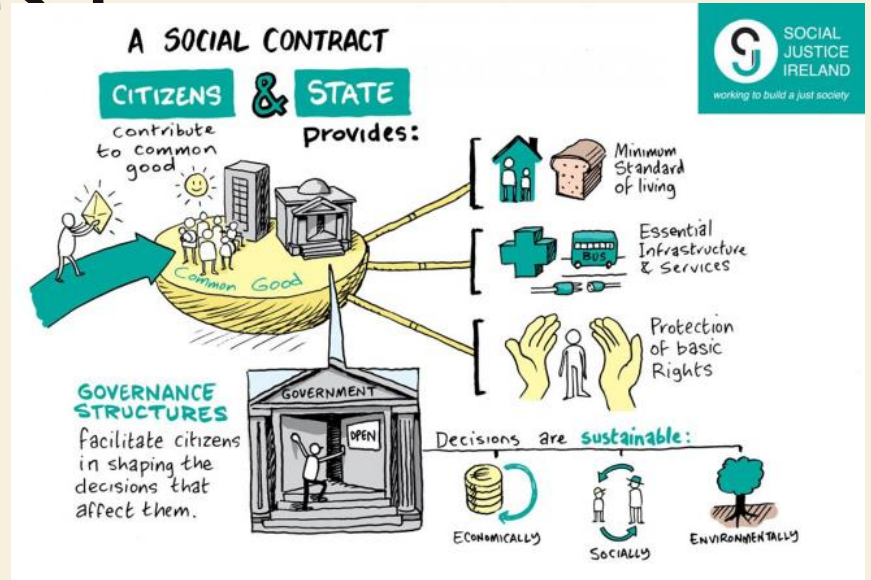 A SOCIAL CONTRACT
CITIZENS & STATE
contribute
to common
good
provides:
SOCIAL
JUSTICE
IRELAND
working to build a just society
Minimum
Standard
of living
Essential
Infrastructure
& Services
BUS
Protection
of basic
Rights
Common Good
GOVERNANCE
STRUCTURES
facilitate citizens
in shaping the
decisions that
affect them.
GOVERNMENT
OPEN
Decisions are sustainable:
€
ECONOMICALLY
SOCIALLY
ENVIRONMENTALLY